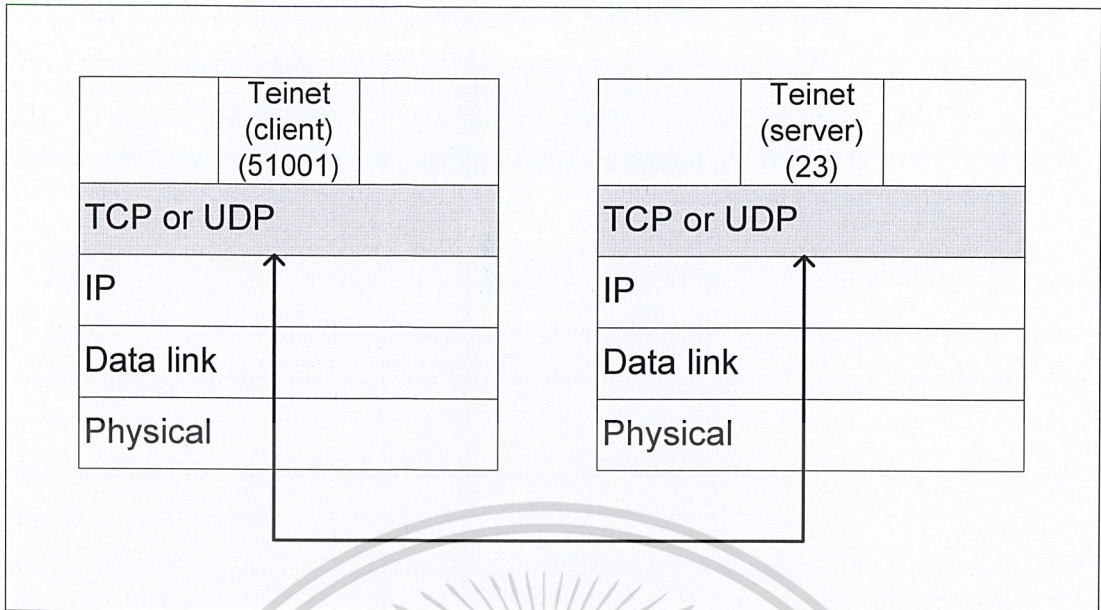 Teinet
(client)
(51001)
TCP or UDP
IP
Data link
Physical
Teinet
(server)
(23)
TCP or UDP
IP
Data link
Physical